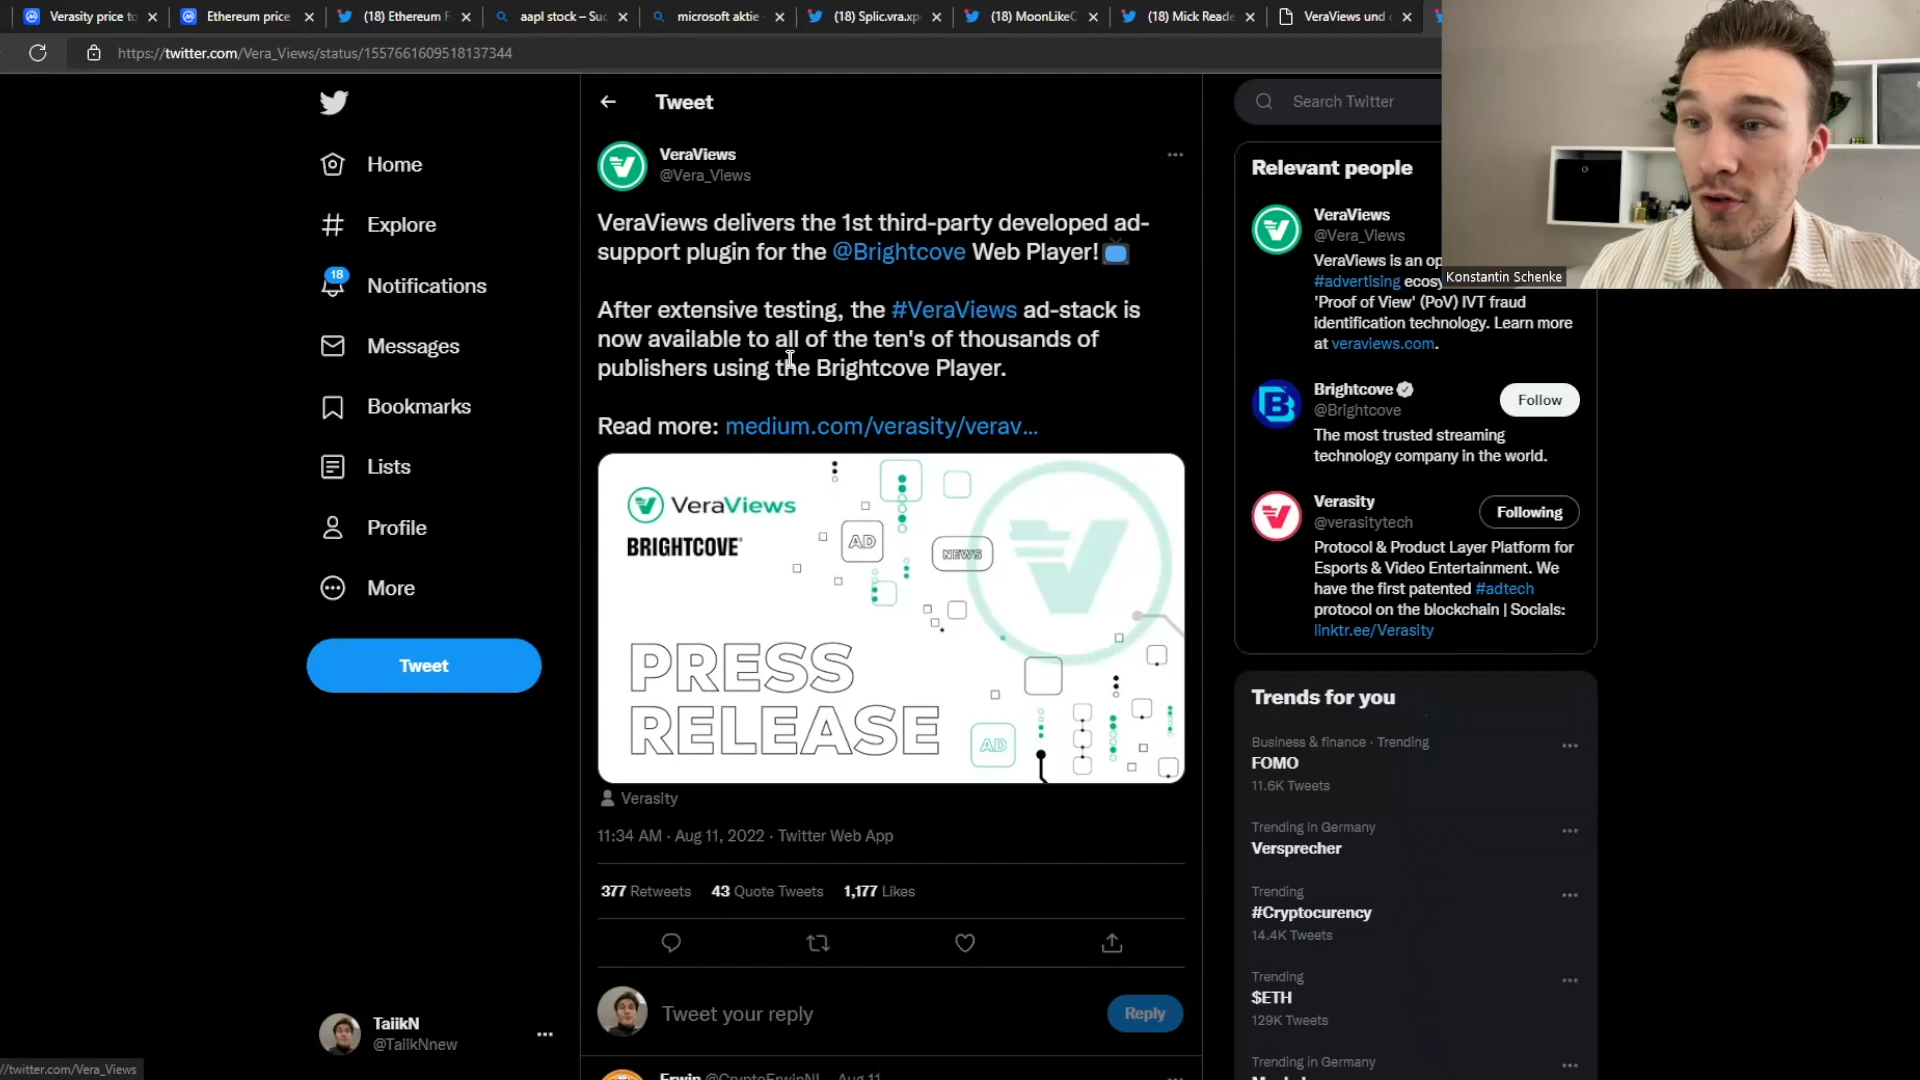 Verasity price to
Ethereum price
(18) Ethereum F
aapl stock – Suc
microsoft aktie -
(18) Splic.vra.xp
(18) MoonLikeC
(18) Mick Reade
VeraViews und
https://twitter.com/Vera_Views/status/1557661609518137344
Home
Explore
18
Notifications
Messages
Bookmarks
Lists
Profile
More
Tweet
TaiikN
@TaiikNnew
//twitter.com/Vera_Views
Tweet
VeraViews
@Vera_Views
VeraViews delivers the 1st third-party developed ad-
support plugin for the @Brightcove Web Player!
After extensive testing, the #VeraViews ad-stack is
now available to all of the ten's of thousands of
publishers using the Brightcove Player.
Read more: medium.com/verasity/verav...
VeraViews
BRIGHTCOVE
AD
NEWS
PRESS
RELEASE
AD
Verasity
11:34 AM · Aug 11, 2022 · Twitter Web App
377 Retweets 43 Quote Tweets 1,177 Likes
Tweet your reply
Reply
Erwin @CryptoErwinNL · Aug 11
Search Twitter
Relevant people
VeraViews
@Vera_Views
VeraViews is an op
#advertising ecosy
'Proof of View' (PoV) IVT fraud
identification technology. Learn more
at veraviews.com.
Brightcove
@Brightcove
Follow
The most trusted streaming
technology company in the world.
Verasity
@verasitytech
Following
Protocol & Product Layer Platform for
Esports & Video Entertainment. We
have the first patented #adtech
protocol on the blockchain | Socials:
linktr.ee/Verasity
Trends for you
Business & finance · Trending
FOMO
11.6K Tweets
Trending in Germany
Versprecher
Trending
#Cryptocurency
14.4K Tweets
Trending
$ETH
129K Tweets
Trending in Germany
Konstantin Schenke